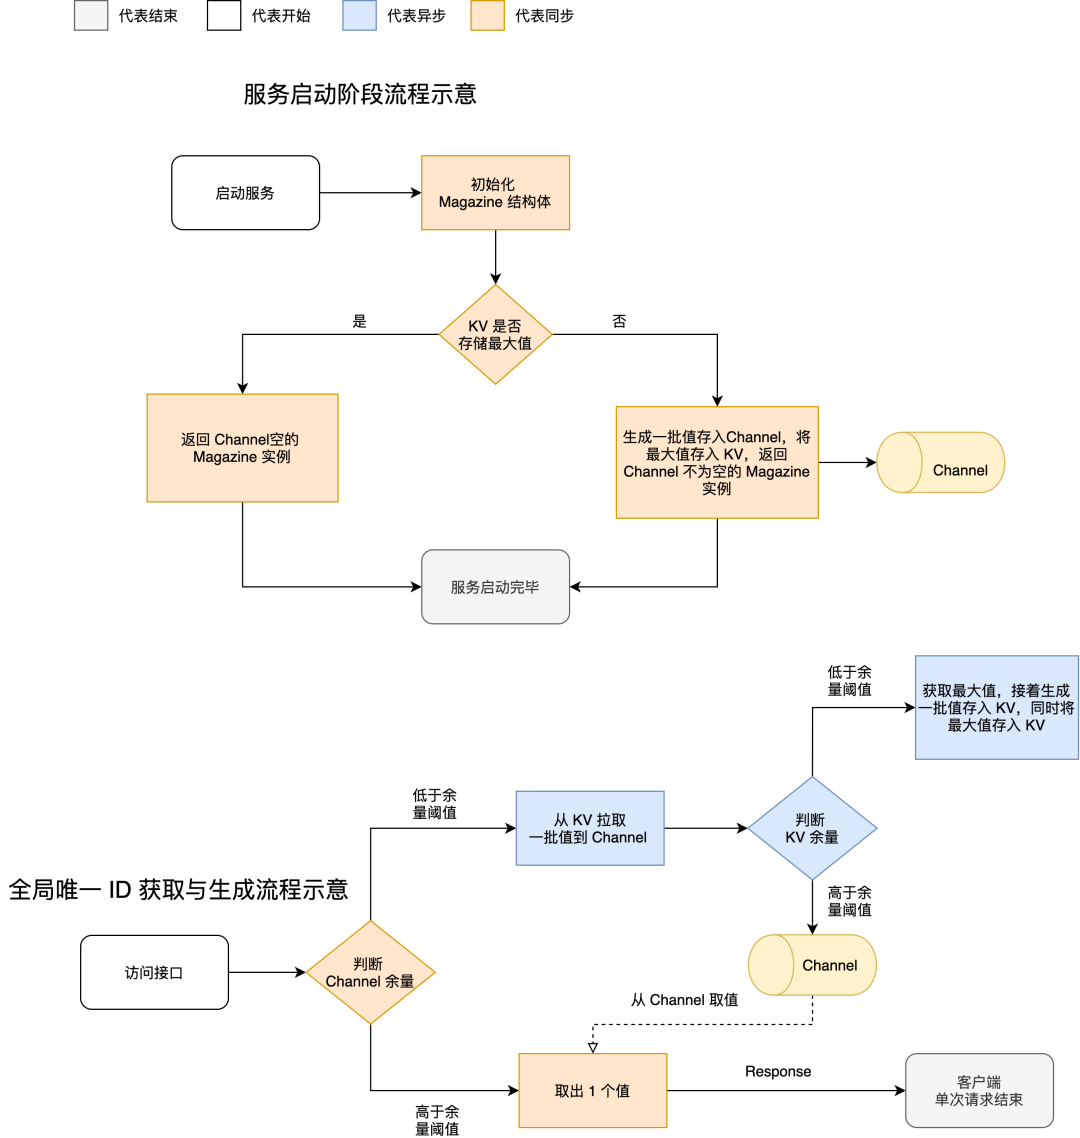 代表结束
代表开始
代表异步
代表同步
服务启动阶段流程示意
启动服务
初始化
Magazine 结构体
KV 是否
存储最大值
是
否
返回 Channel空的
Magazine 实例
生成一批值存入Channel，将
最大值存入 KV，返回
Channel 不为空的 Magazine
实例
Channel
服务启动完毕
低于余
量阈值
获取最大值，接着生成
一批值存入 KV，同时将
最大值存入 KV
低于余
量阈值
从 KV 拉取
一批值到 Channel
判断
KV 余量
高于余
量阈值
全局唯一 ID 获取与生成流程示意
访问接口
判断
Channel 余量
Channel
从 Channel 取值
取出 1 个值
Response
客户端
单次请求结束
高于余
量阈值